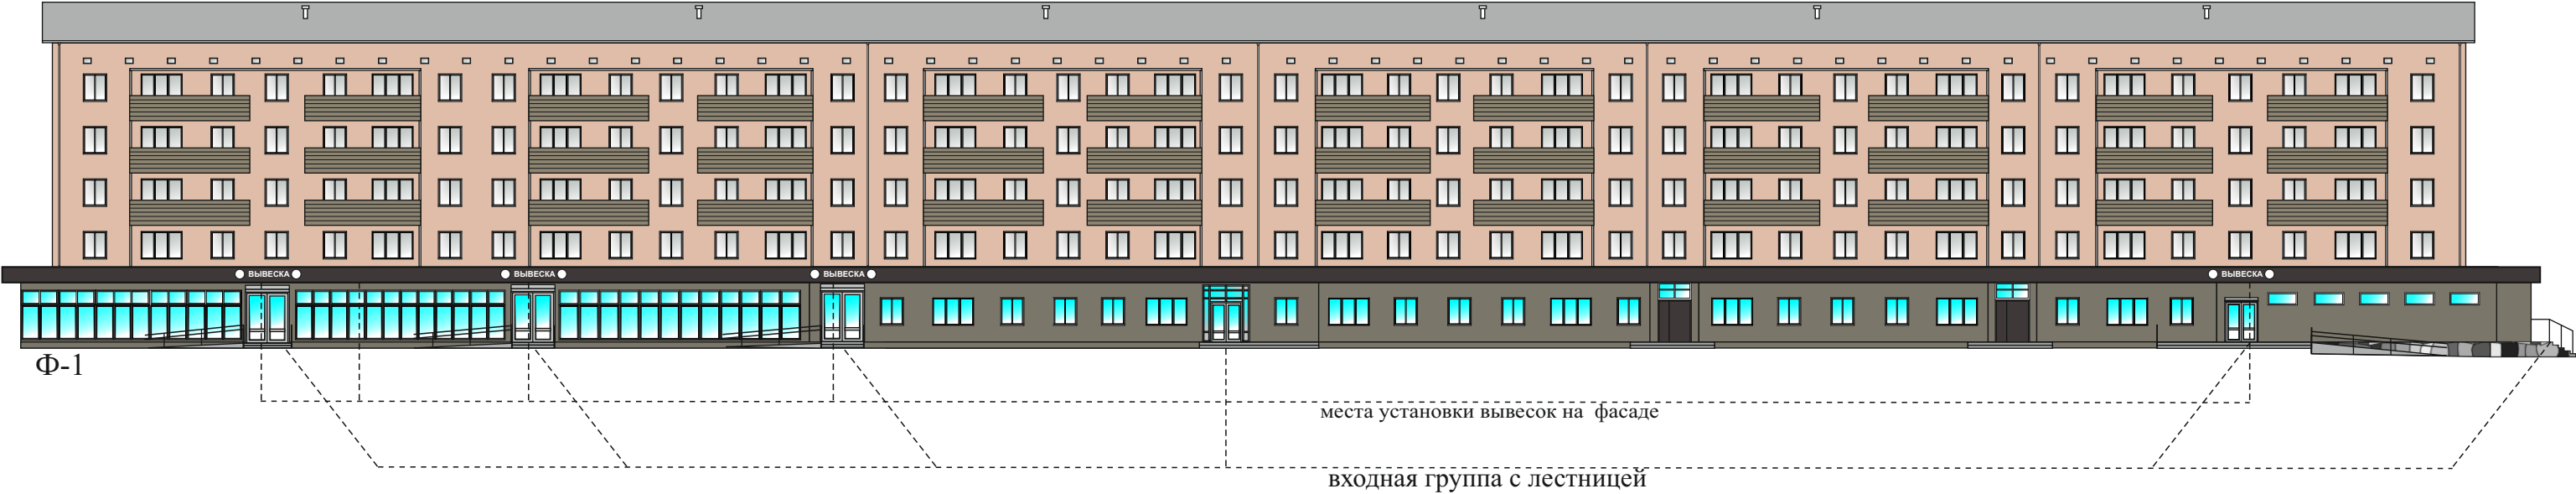 ВЫВЕСКА ВЫВЕСКА ВЫВЕСКА ВЫВЕСКА
Ф-1
места установки вывесок на фасаде
входная группа с лестницей